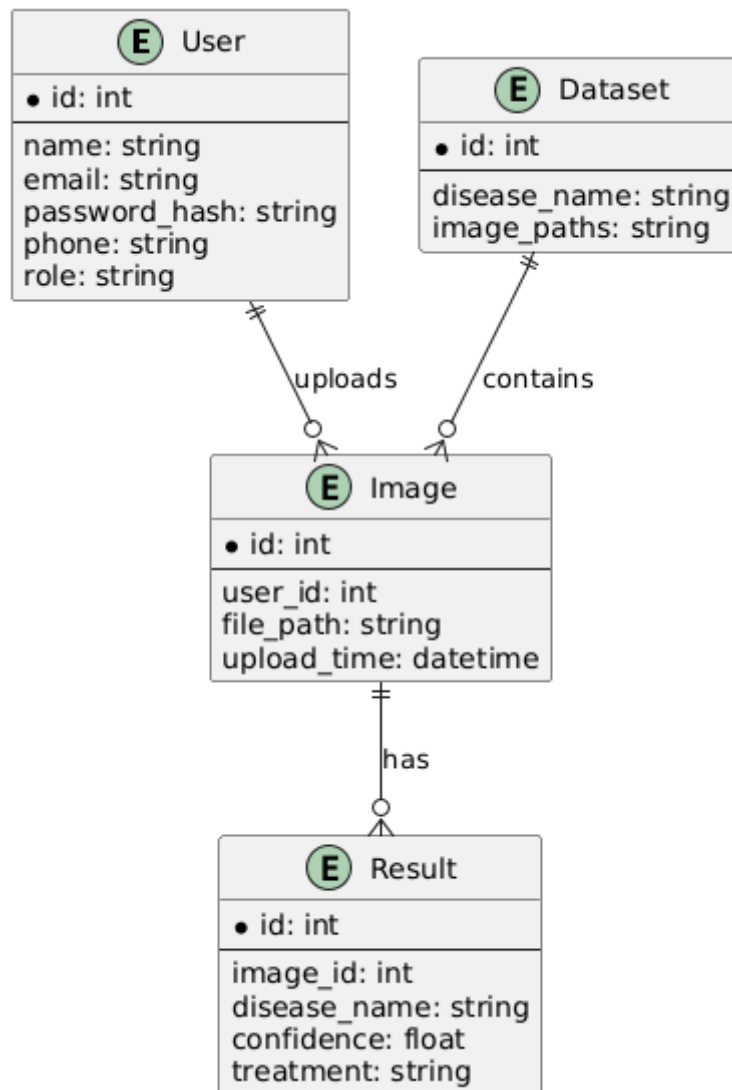 E User
id: int
name: string
email: string
password_hash: string
phone: string
role: string
E Dataset
id: int
disease_name: string
image_paths: string
uploads
contains
E Image
id: int
user_id: int
file_path: string
upload_time: datetime
has
E Result
id: int
image_id: int
disease_name: string
confidence: float
treatment: string